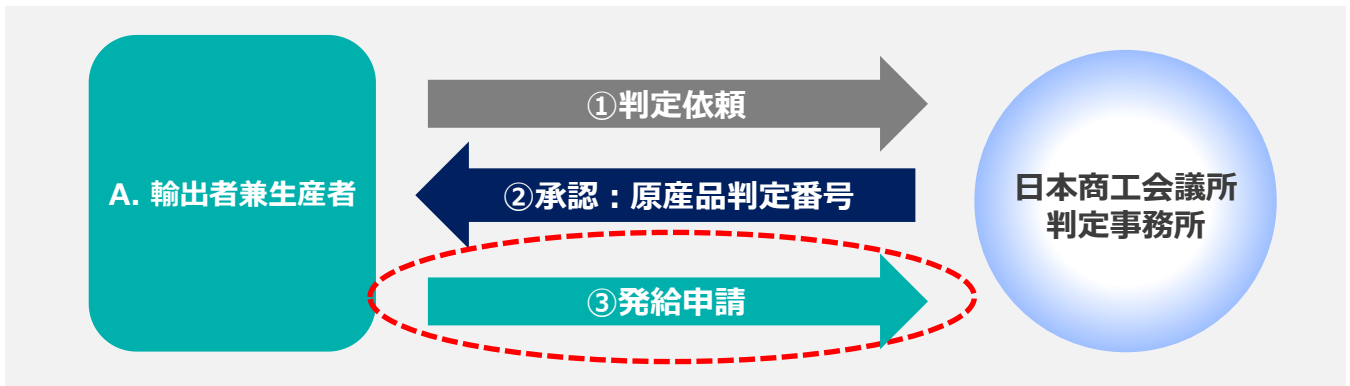 ①判定依頼
A. 輸出者兼生産者
②承認：原産品判定番号
日本商工会議所
判定事務所
③発給申請